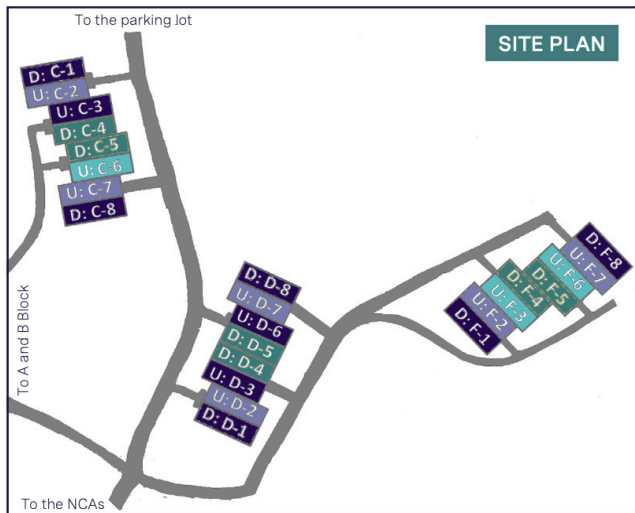 To the parking lot
SITE PLAN
D: C-1
U: C-2
U: C-3
D: C-4
D: C-5
U: C-6
U: C-7
D: C-8
D: D-8
U: D-7
U: D-6
D: D-5
D: D-4
U: D-3
U: D-2
D: D-1
D: F-8
U: F-7
U: F-6
D: F-5
D: F-4
U: F-3
U: F-2
D: F-1
To A and B Block
To the NCAs